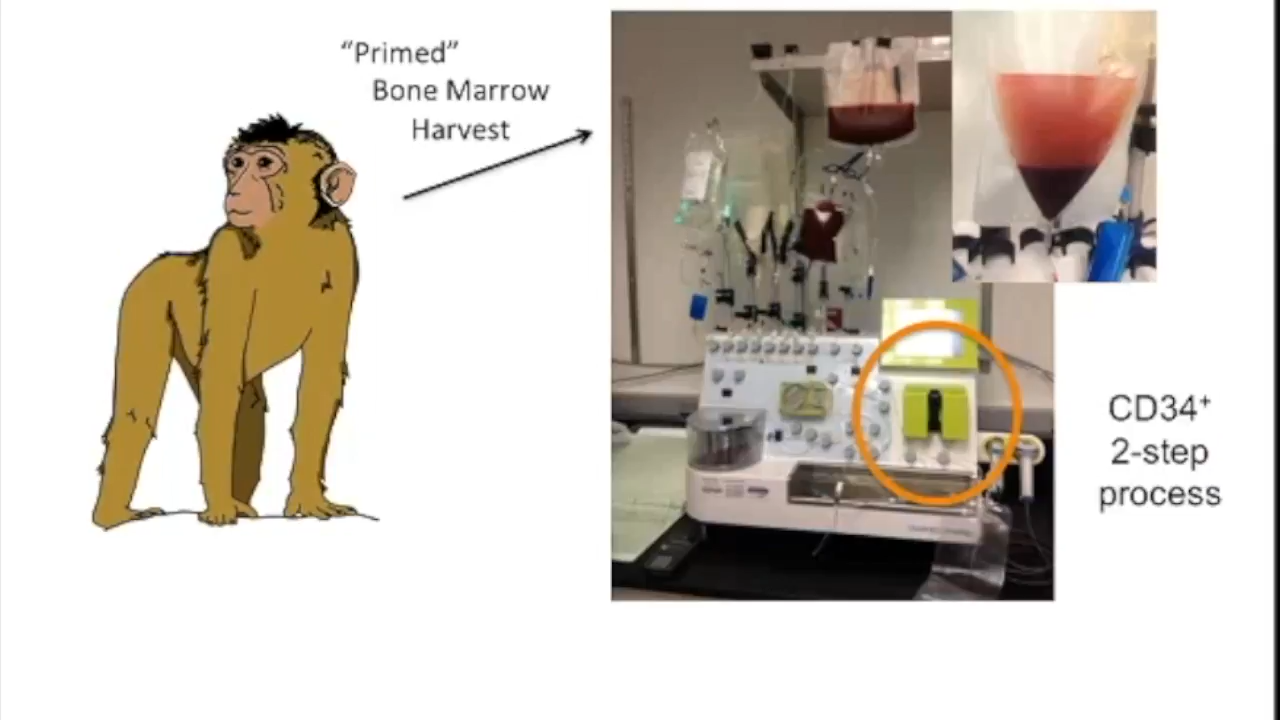 “Primed”
Bone Marrow
Harvest
CD34⁺
2-step
process